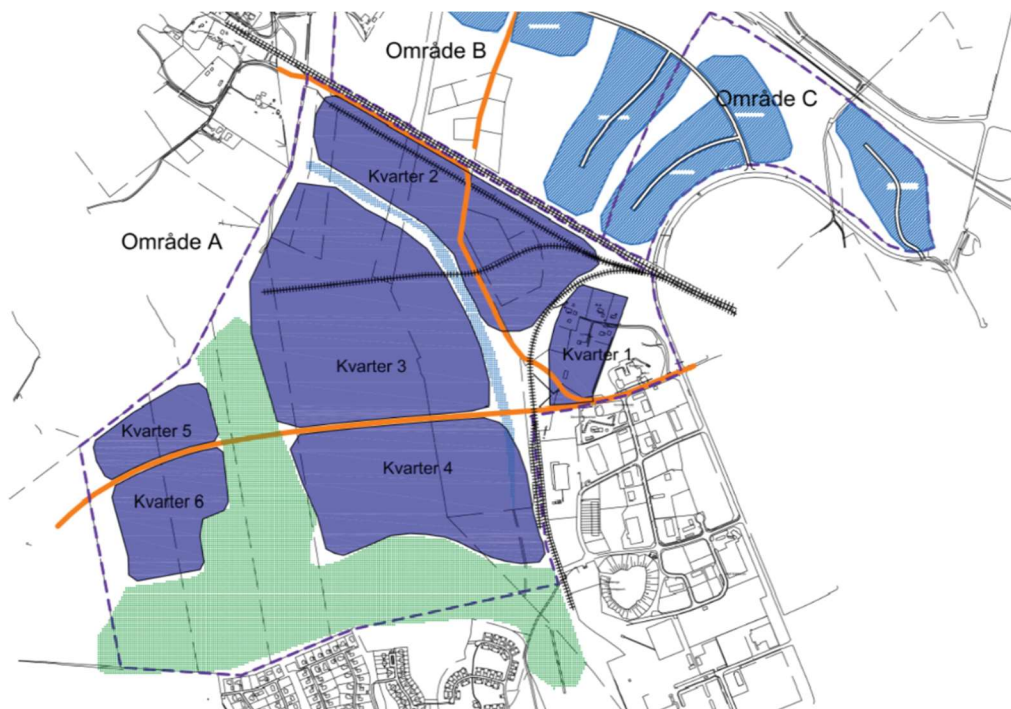 Område B
Område C
Kvarter 2
Område A
Kvarter 1
Kvarter 3
Kvarter 5
Kvarter 4
Kvarter 6